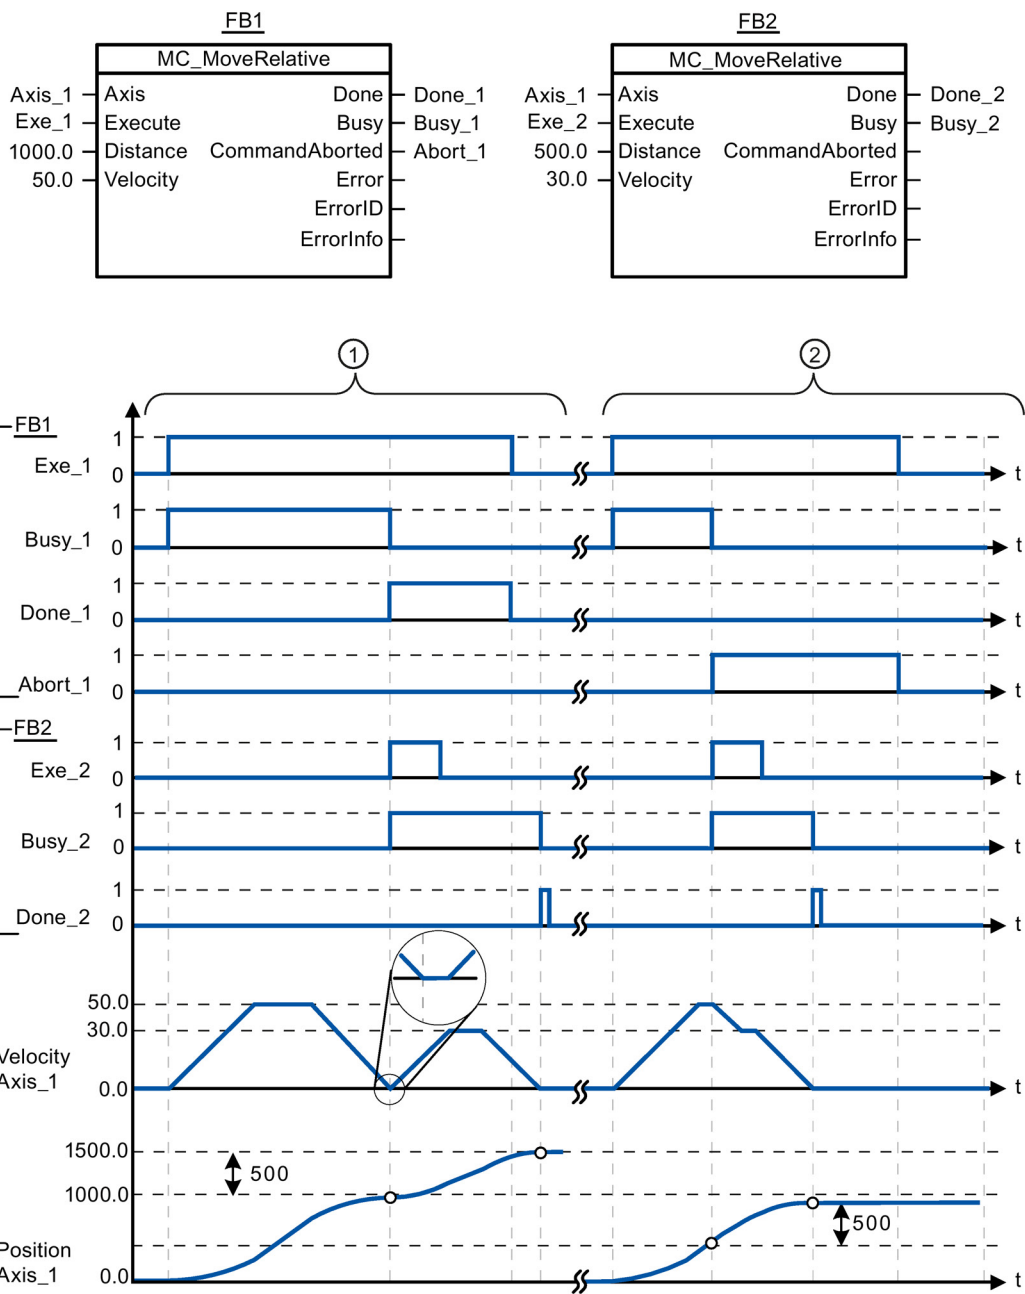 FB1 FB2
MC_MoveRelative MC_MoveRelative
Axis_1 Axis Done Done_1 Axis_1 Axis Done Done_2
Exe_1 Execute Busy Busy_1 Exe_2 Execute Busy Busy_2
1000.0 Distance CommandAborted Abort_1 500.0 Distance CommandAborted
50.0 Velocity Error 30.0 Velocity Error
ErrorID ErrorID
ErrorInfo ErrorInfo
1 2
FB1
1
Exe_1 0 t
1
Busy_1 0 t
1
Done_1 0 t
1
Abort_1 0 t
FB2
1
Exe_2 0 t
1
Busy_2 0 t
1
Done_2 0 t
50.0
30.0
Velocity
Axis_1 0.0 t
1500.0
500
1000.0
500
Position
Axis_1 0.0 t